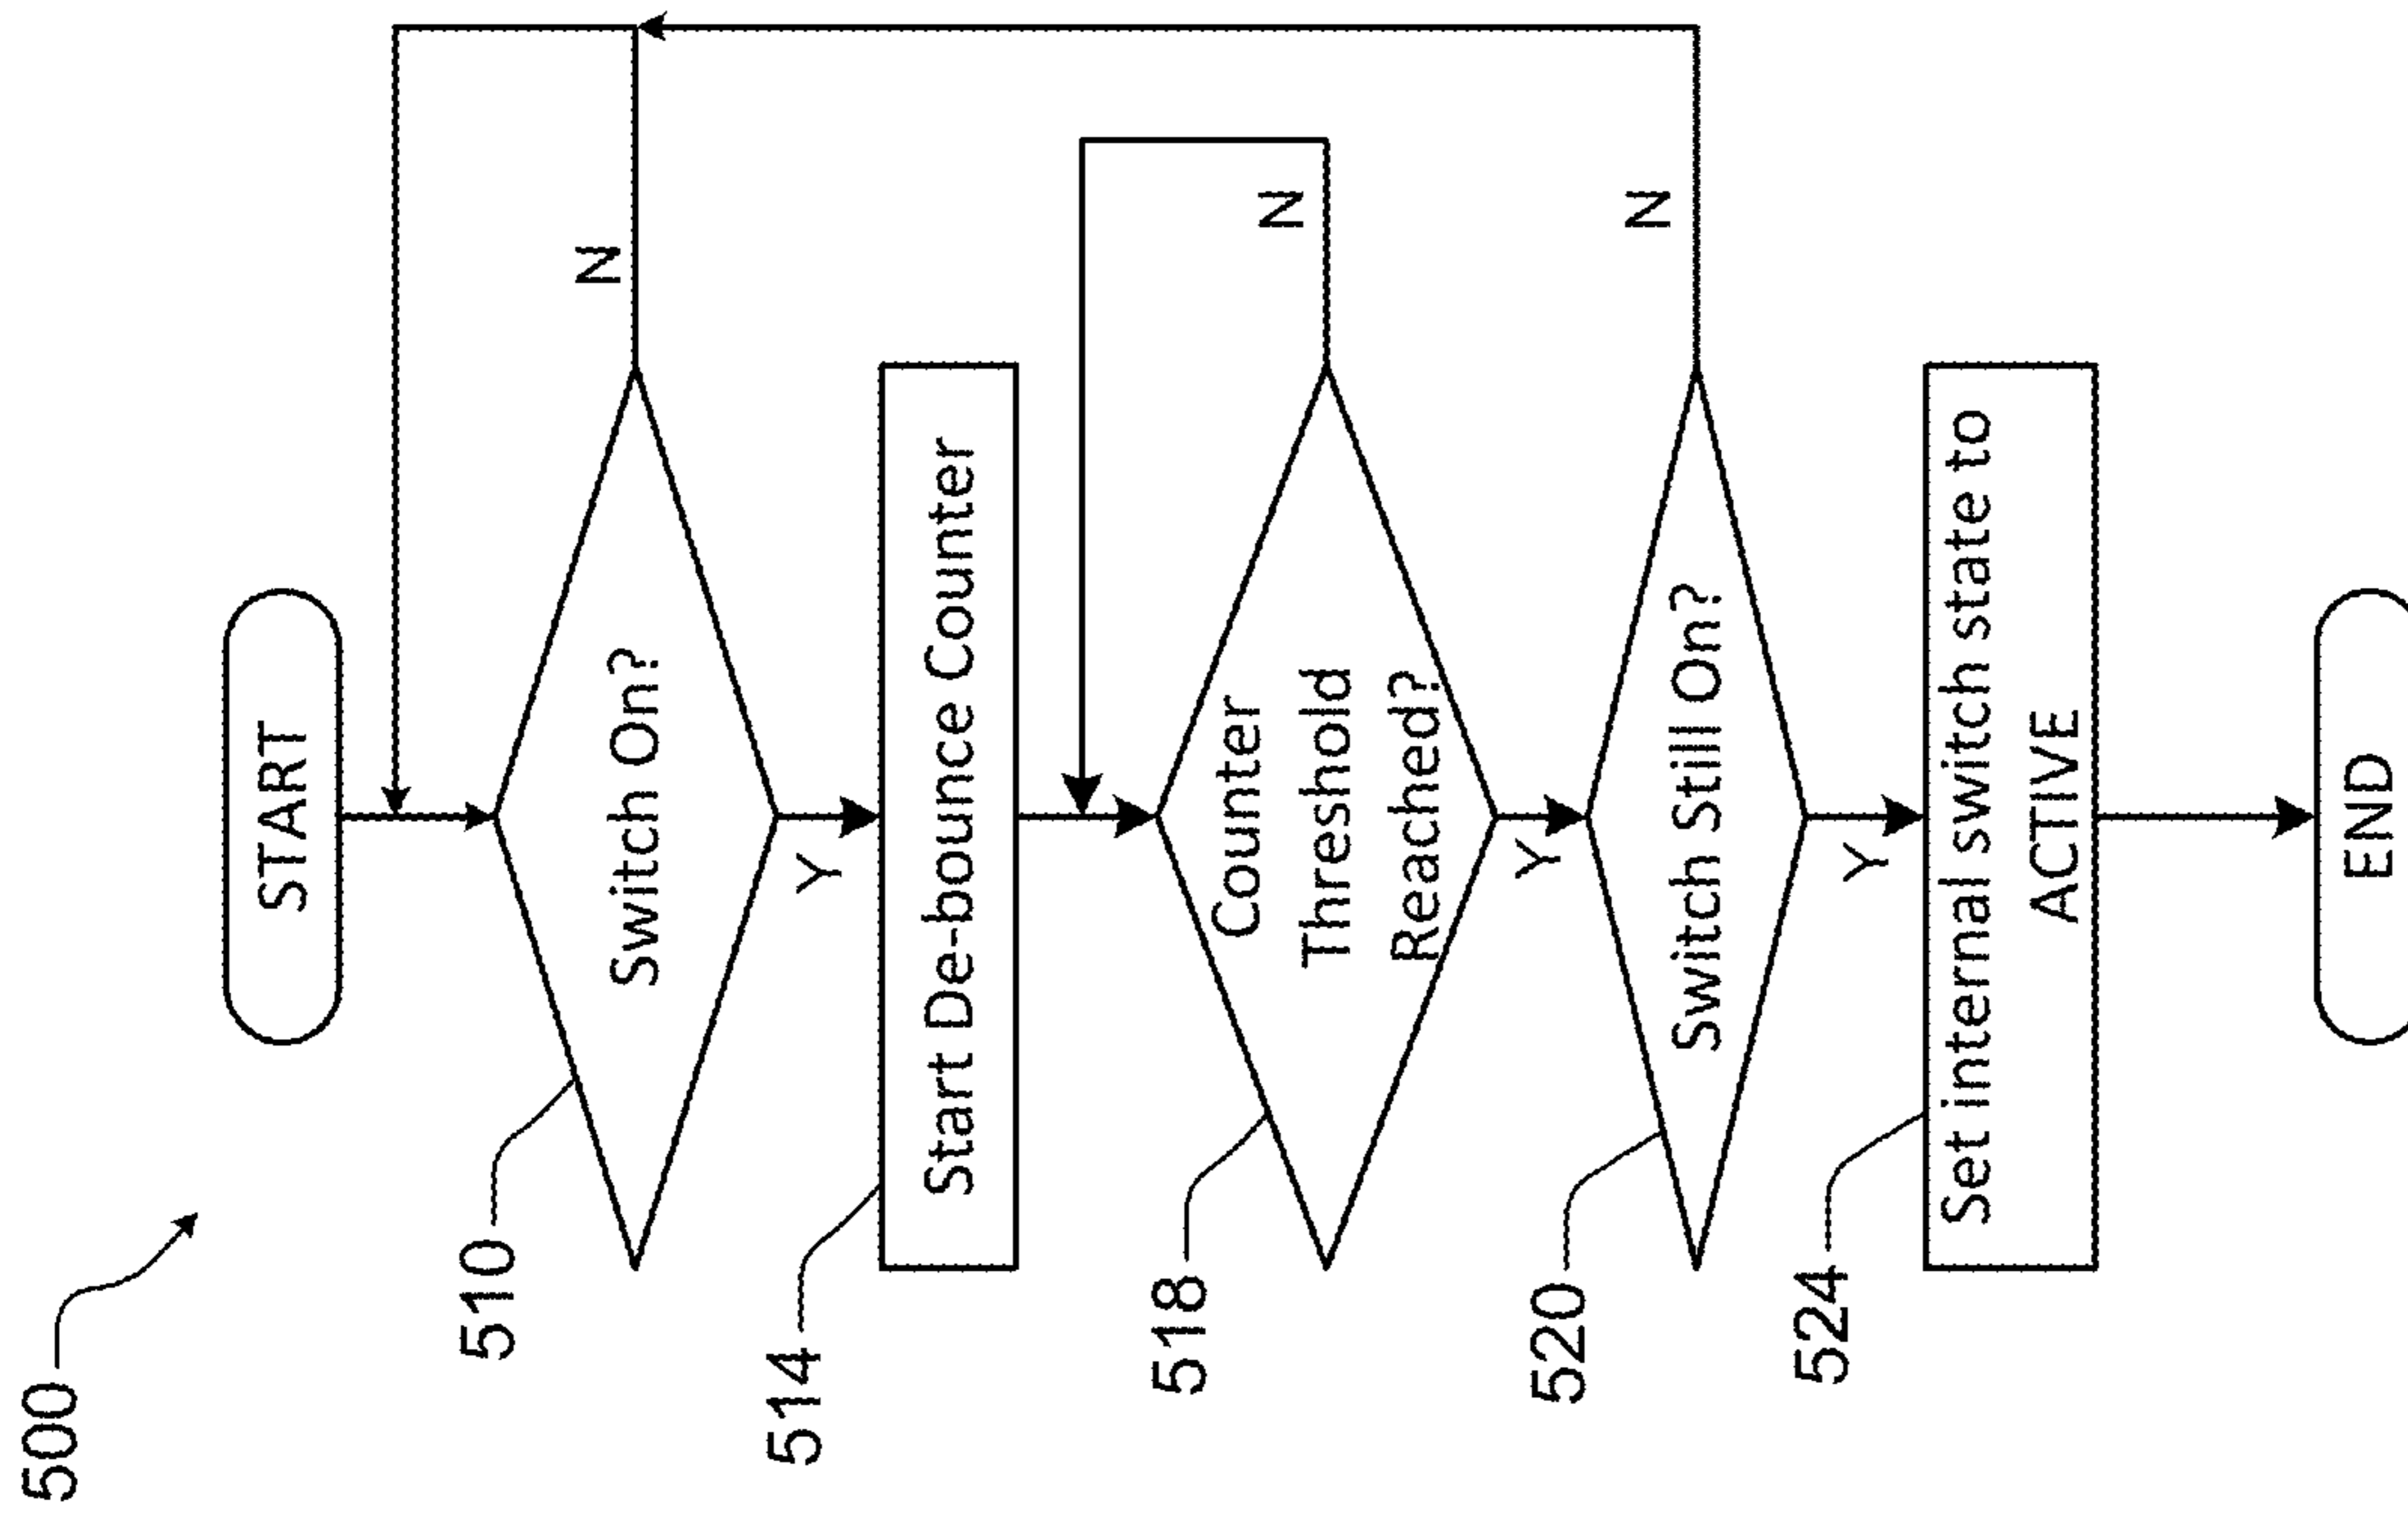 500
START
510
Switch On?
N
Y
514
Start De-bounce Counter
518
Counter
Threshold
Reached?
N
Y
520
Switch Still On?
N
Y
524
Set internal switch state to
ACTIVE
END